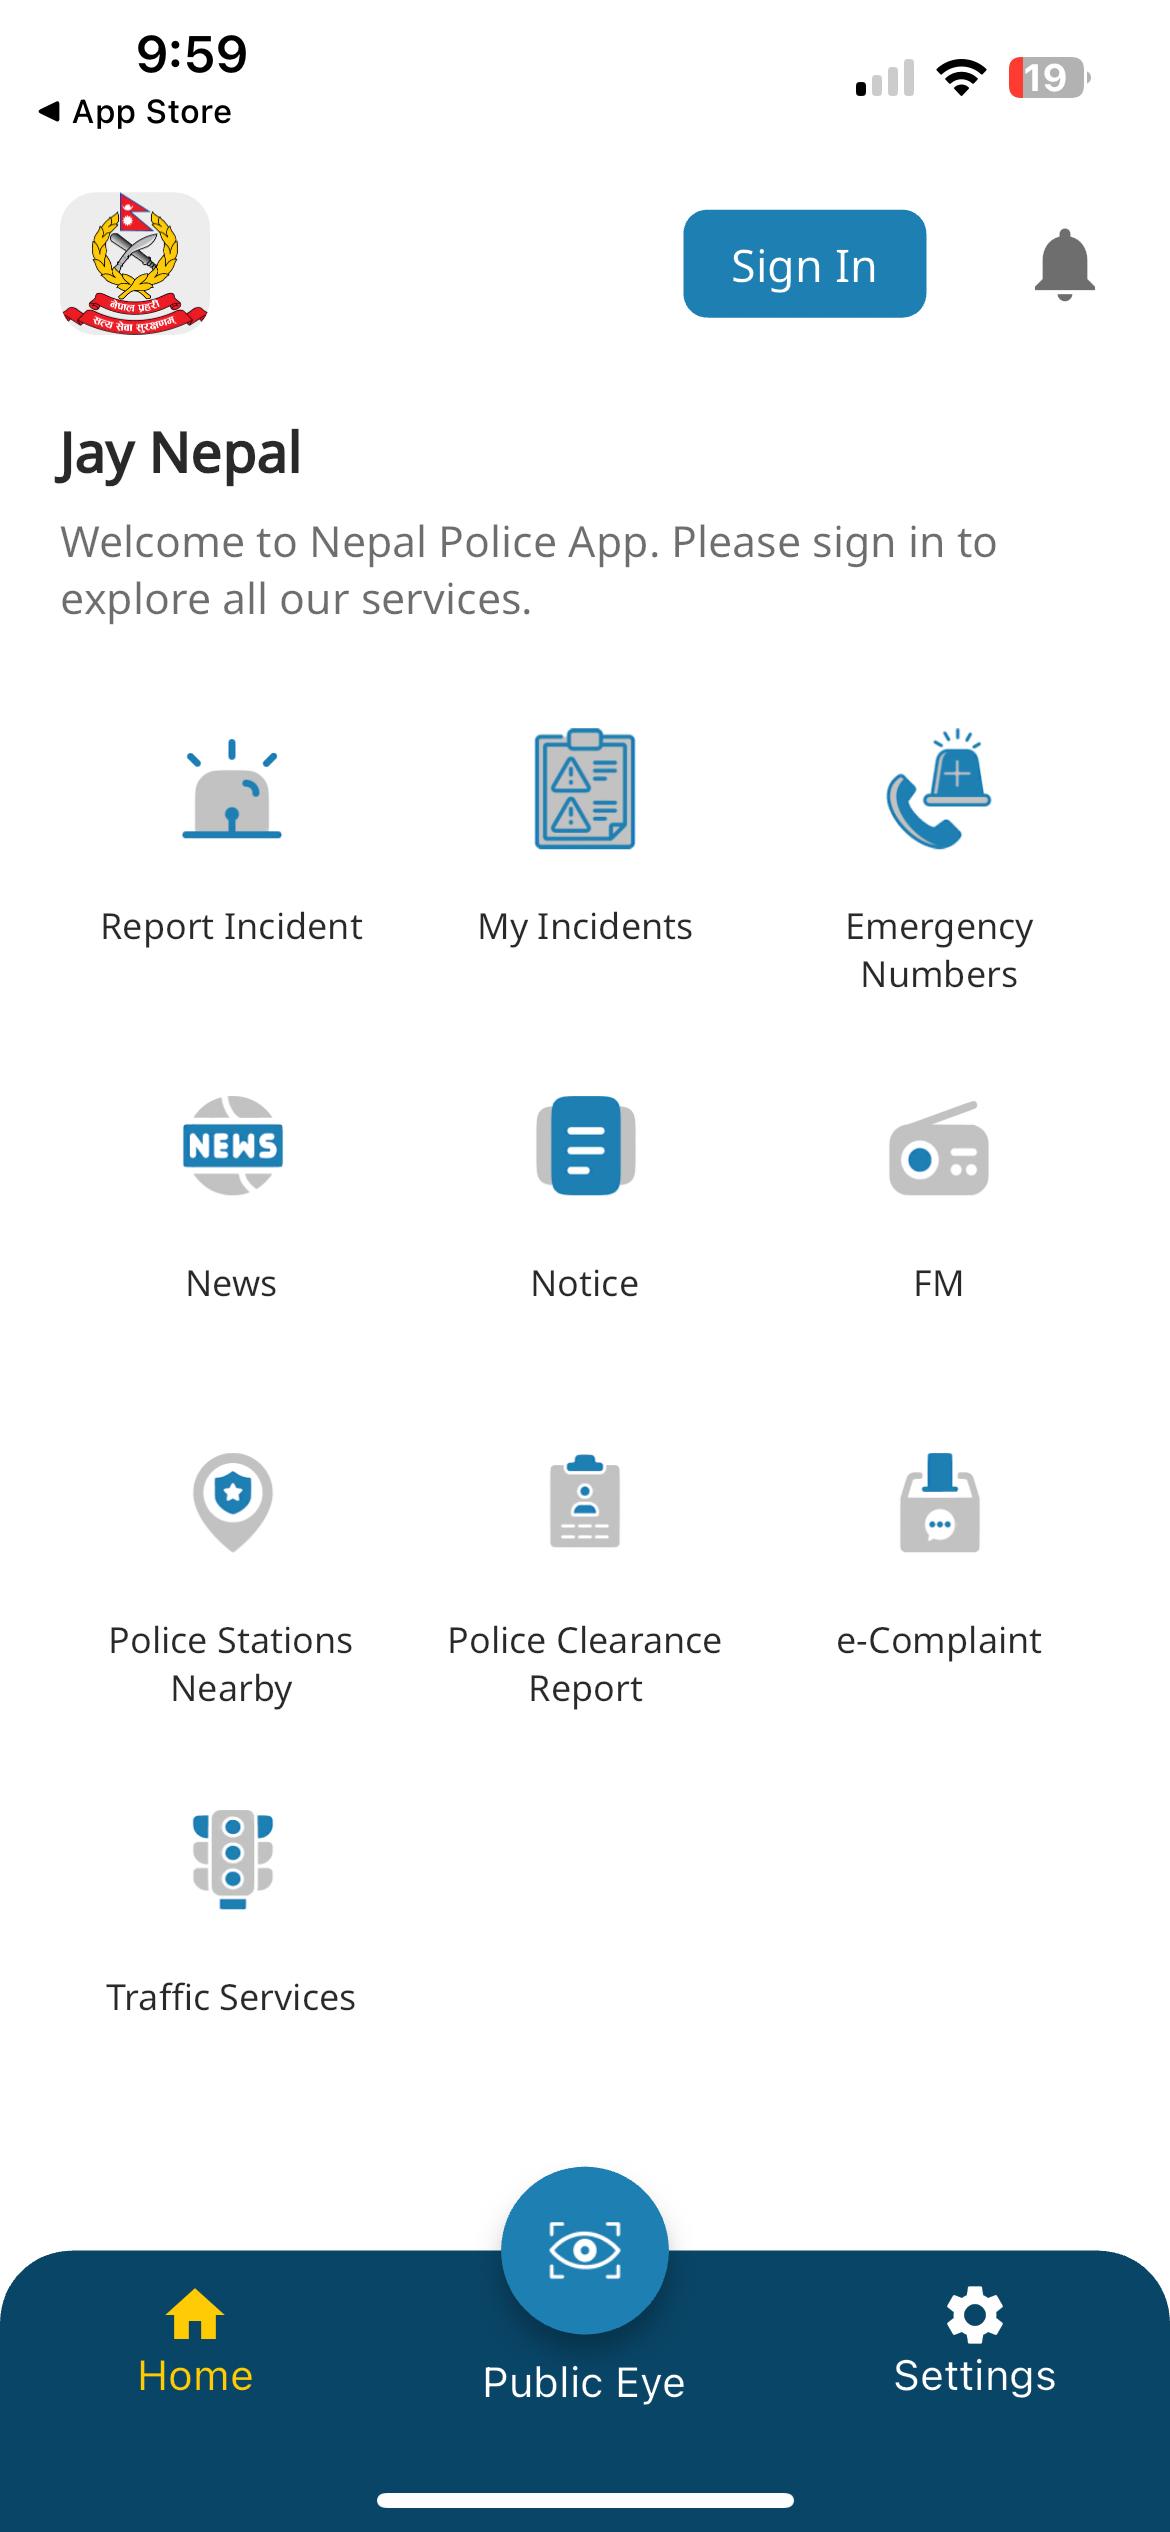 9:59
19
◀ App Store
नेपाल प्रहरी
सत्य सेवा सुरक्षणम्
Sign In
Jay Nepal
Welcome to Nepal Police App. Please sign in to
explore all our services.
Report Incident
My Incidents
Emergency
Numbers
NEWS
News
Notice
FM
Police Stations
Nearby
Police Clearance
Report
e-Complaint
Traffic Services
Home
Public Eye
Settings